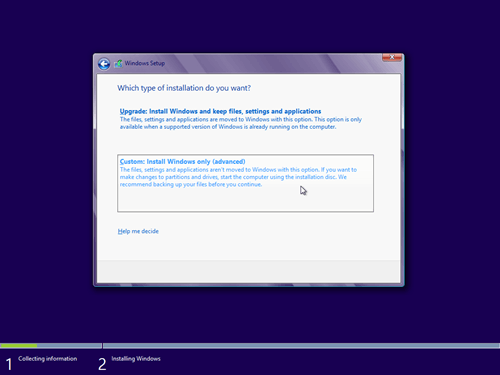 Windows Setup
Which type of installation do you want?
Upgrade: Install Windows and keep files, settings and applications
The files, settings and applications are moved to Windows with this option. This option is only
available when a supported version of Windows is already running on the computer.
Custom: Install Windows only (advanced)
The files, settings and applications aren't moved to Windows with this option. If you want to
make changes to partitions and drives, start the computer using the installation disc. We
recommend backing up your files before you continue.
Help me decide
1 Collecting information 2 Installing Windows